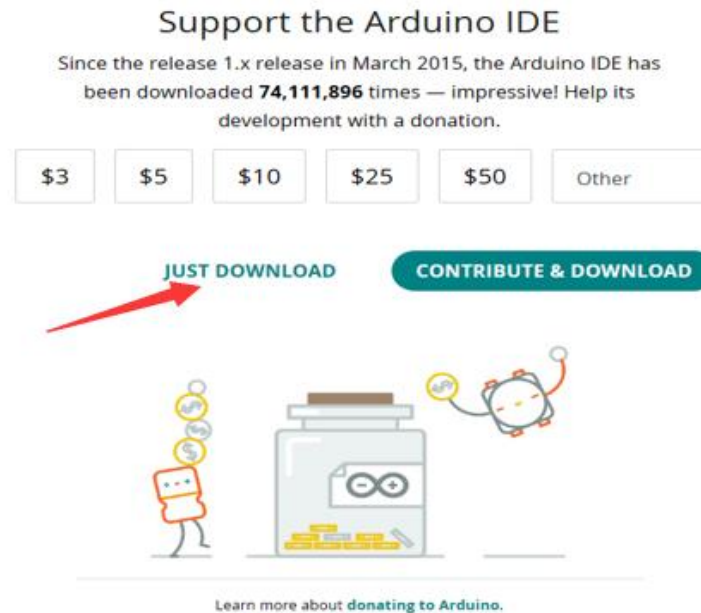 Support the Arduino IDE
Since the release 1.x release in March 2015, the Arduino IDE has
been downloaded 74,111,896 times — impressive! Help its
development with a donation.
$3 $5 $10 $25 $50 Other
JUST DOWNLOAD CONTRIBUTE & DOWNLOAD
Learn more about donating to Arduino.